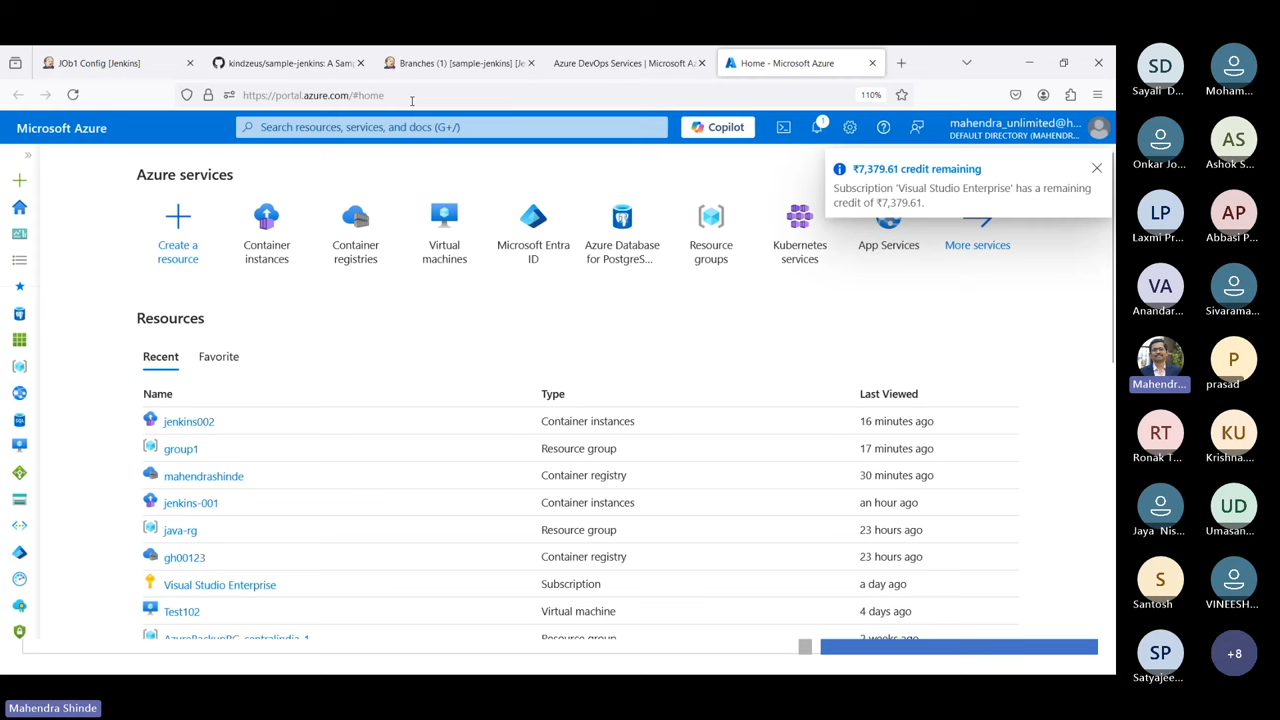 JOb1 Config [Jenkins]
kindzeus/sample-jenkins: A Sam
Branches (1) [sample-jenkins] [Je
Azure DevOps Services | Microsoft Az
Home - Microsoft Azure
https://portal.azure.com/#home
110%
Microsoft Azure
Search resources, services, and docs (G+/)
Copilot
1
mahendra_unlimited@h...
DEFAULT DIRECTORY (MAHENDR...
Azure services
₹7,379.61 credit remaining
Subscription 'Visual Studio Enterprise' has a remaining
credit of ₹7,379.61.
Create a
resource
Container
instances
Container
registries
Virtual
machines
Microsoft Entra
ID
Azure Database
for PostgreS...
Resource
groups
Kubernetes
services
App Services
More services
Resources
Recent
Favorite
Name Type Last Viewed
jenkins002 Container instances 16 minutes ago
group1 Resource group 17 minutes ago
mahendrashinde Container registry 30 minutes ago
jenkins-001 Container instances an hour ago
java-rg Resource group 23 hours ago
gh00123 Container registry 23 hours ago
Visual Studio Enterprise Subscription a day ago
Test102 Virtual machine 4 days ago
AzureBackupRG_centralindia_1 Resource group 2 weeks ago
SD
Sayali D...
Moham...
Onkar Jo...
AS
Ashok S...
LP
Laxmi Pr...
AP
Abbasi P...
VA
Anandar...
Sivarama...
Mahendr...
P
prasad
RT
Ronak T...
KU
Krishna...
Jaya Nis...
UD
Umasan...
S
Santosh
VINEESH...
SP
Satyajee...
+8
Mahendra Shinde